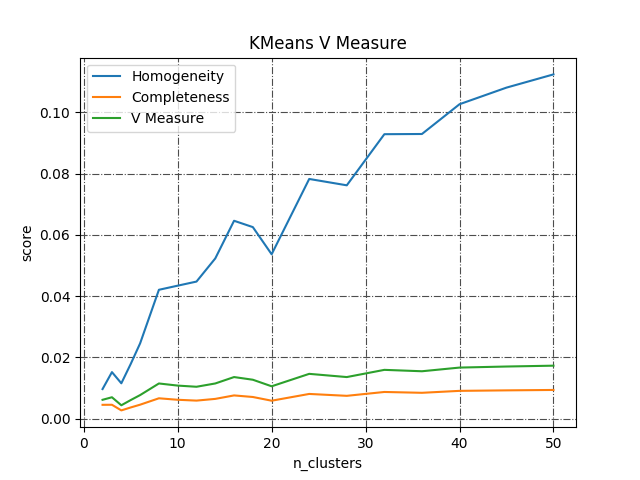 KMeans V Measure
Homogeneity
Completeness
V Measure
score
0.10
0.08
0.06
0.04
0.02
0.00
0 10 20 30 40 50
n_clusters